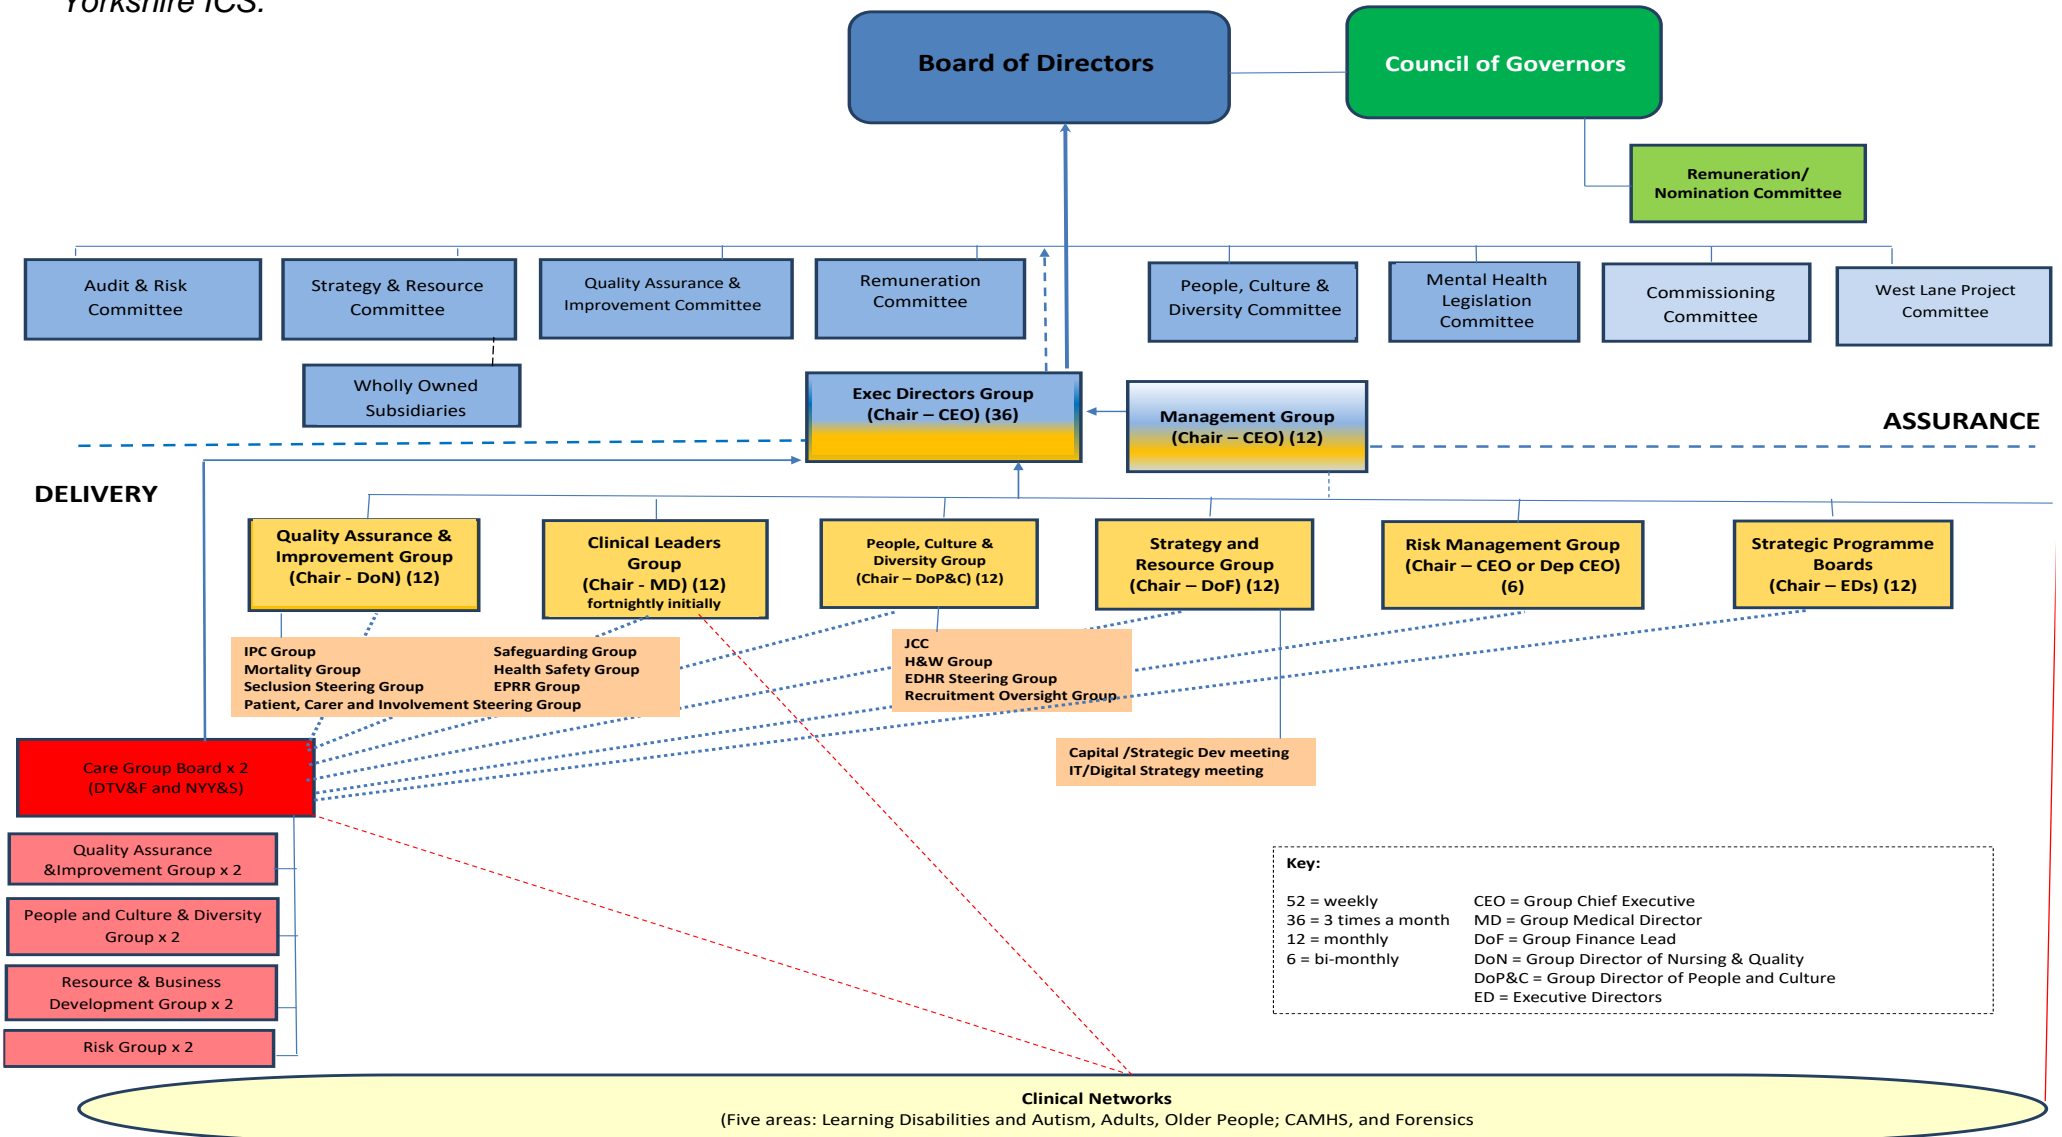 Yorkshire ICS.
Board of Directors
Council of Governors
Remuneration/
Nomination Committee
Audit & Risk
Committee
Strategy & Resource
Committee
Quality Assurance &
Improvement Committee
Remuneration
Committee
People, Culture &
Diversity Committee
Mental Health
Legislation
Committee
Commissioning
Committee
West Lane Project
Committee
Wholly Owned
Subsidiaries
Exec Directors Group
(Chair – CEO) (36)
Management Group
(Chair – CEO) (12)
ASSURANCE
DELIVERY
Quality Assurance &
Improvement Group
(Chair - DoN) (12)
Clinical Leaders
Group
(Chair - MD) (12)
fortnightly initially
People, Culture &
Diversity Group
(Chair – DoP&C) (12)
Strategy and
Resource Group
(Chair – DoF) (12)
Risk Management Group
(Chair – CEO or Dep CEO)
(6)
Strategic Programme
Boards
(Chair – EDs) (12)
IPC Group
Safeguarding Group
Mortality Group
Health Safety Group
Seclusion Steering Group
EPRR Group
Patient, Carer and Involvement Steering Group
JCC
H&W Group
EDHR Steering Group
Recruitment Oversight Group
Capital /Strategic Dev meeting
IT/Digital Strategy meeting
Care Group Board x 2
(DTV&F and NYY&S)
Quality Assurance
&Improvement Group x 2
People and Culture & Diversity
Group x 2
Resource & Business
Development Group x 2
Risk Group x 2
Key:
52 = weekly
36 = 3 times a month
12 = monthly
6 = bi-monthly
CEO = Group Chief Executive
MD = Group Medical Director
DoF = Group Finance Lead
DoN = Group Director of Nursing & Quality
DoP&C = Group Director of People and Culture
ED = Executive Directors
Clinical Networks
(Five areas: Learning Disabilities and Autism, Adults, Older People; CAMHS, and Forensics